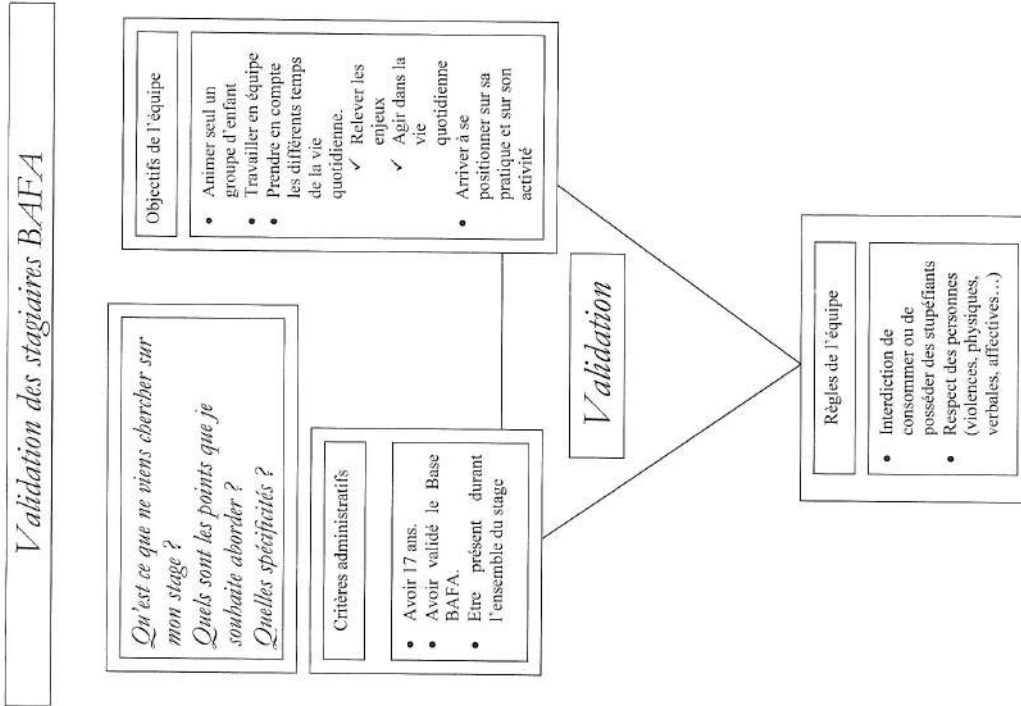 Validation des stagiaires BAFA
Qu'est ce que ne viens chercher sur
mon stage ?
Quels sont les points que je
souhaite aborder ?
Quelles spécificités ?
Critères administratifs
• Avoir 17 ans.
• Avoir validé le Base
BAFA.
• Etre présent durant
l'ensemble du stage
Objectifs de l'équipe
• Animer seul un
groupe d'enfant
• Travailler en équipe
• Prendre en compte
les différents temps
de la vie
quotidienne.
✓ Relever les
enjeux
✓ Agir dans la
vie
quotidienne
• Arriver à se
positionner sur sa
pratique et sur son
activité
Validation
Règles de l'équipe
• Interdiction de
consommer ou de
posséder des stupéfiants
• Respect des personnes
(violences, physiques,
verbales, affectives…)